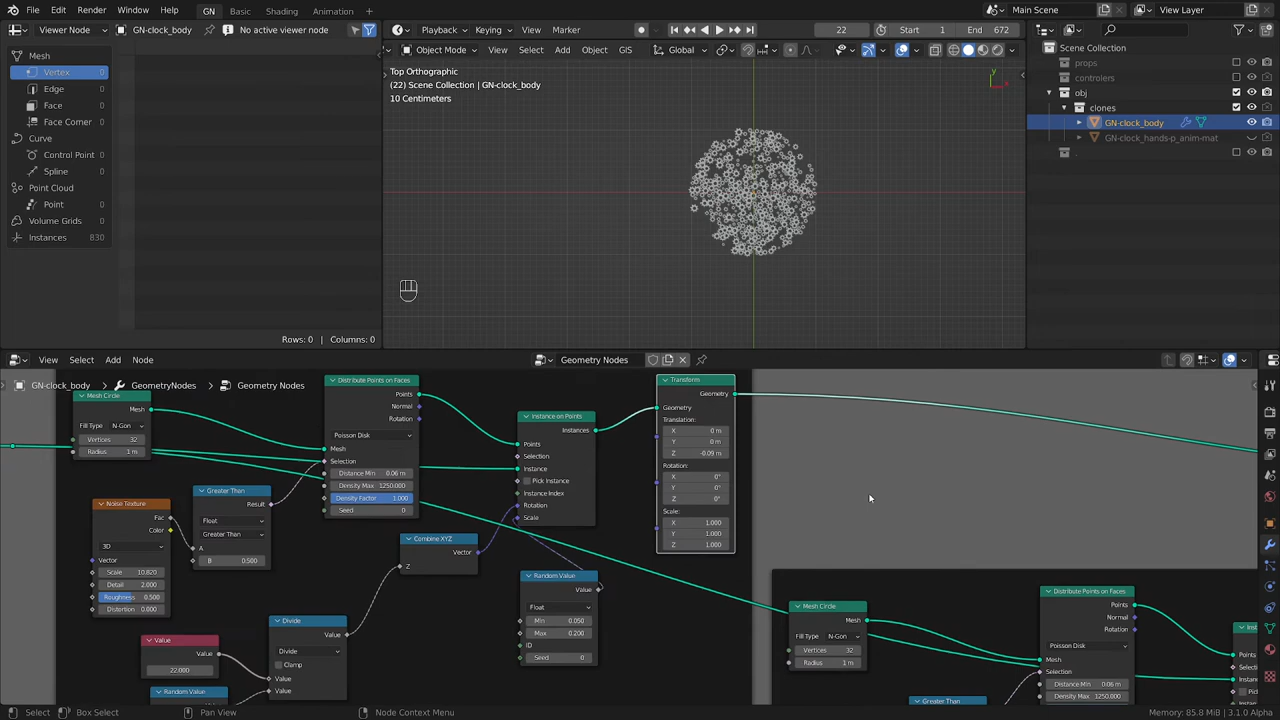 File Edit Render Window Help GN Basic Shading Animation Main Scene View Layer
Viewer Node GN-clock_body No active viewer node
Playback Keying View Marker 22 Start 1 End 672
Object Mode View Select Add Object GIS Global
Mesh
Vertex 0
Edge 0
Face 0
Face Corner 0
Curve
Control Point 0
Spline 0
Point Cloud
Point 0
Volume Grids 0
Instances 830
Rows: 0 | Columns: 0
Top Orthographic
(22) Scene Collection | GN-clock_body
10 Centimeters
Y
Scene Collection
props
controlers
obj
clones
GN-clock_body
GN-clock_hands-p_anim-mat
View Select Add Node Geometry Nodes
GN-clock_body GeometryNodes Geometry Nodes
Mesh Circle
Mesh
Fill Type N-Gon
Vertices 32
Radius 1 m
Noise Texture
Fac
Color
3D
Vector
Scale 10.820
Detail 2.000
Roughness 0.500
Distortion 0.000
Value
Value
22.000
Random Value
Greater Than
Result
Float
Greater Than
A
B 0.500
Divide
Value
Divide
Clamp
Value
Value
Distribute Points on Faces
Points
Normal
Rotation
Poisson Disk
Mesh
Selection
Distance Min 0.06 m
Density Max 1250.000
Density Factor 1.000
Seed 0
Combine XYZ
Vector
Z
Instance on Points
Instances
Points
Selection
Instance
Pick Instance
Instance Index
Rotation
Scale
Random Value
Value
Float
Min 0.050
Max 0.200
ID
Seed 0
Transform
Geometry
Geometry
Translation:
X 0 m
Y 0 m
Z -0.09 m
Rotation:
X 0°
Y 0°
Z 0°
Scale:
X 1.000
Y 1.000
Z 1.000
Mesh Circle
Mesh
Fill Type N-Gon
Vertices 32
Radius 1 m
Greater Than
Distribute Points on Faces
Points
Normal
Rotation
Poisson Disk
Mesh
Selection
Distance Min 0.06 m
Density Max 1250.000
Points
Instance
Select Box Select Pan View Node Context Menu Memory: 85.8 MiB | 3.1.0 Alpha